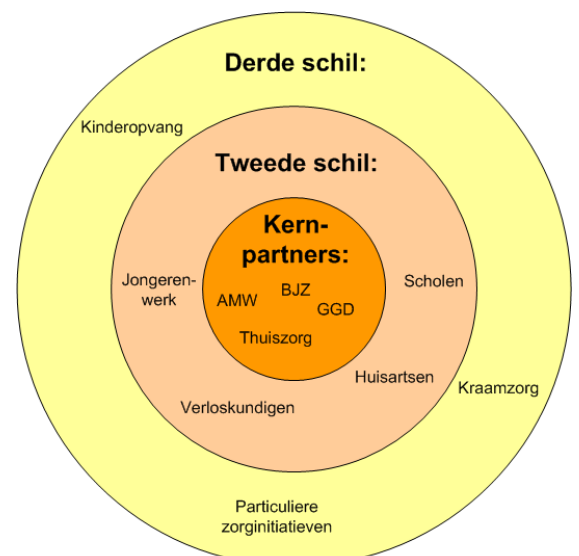 Derde schil:
Kinderopvang
Tweede schil:
Kern-
partners:
Jongeren-
werk
AMW
BJZ
GGD
Scholen
Thuiszorg
Huisartsen
Kraamzorg
Verloskundigen
Particuliere
zorginitiatieven